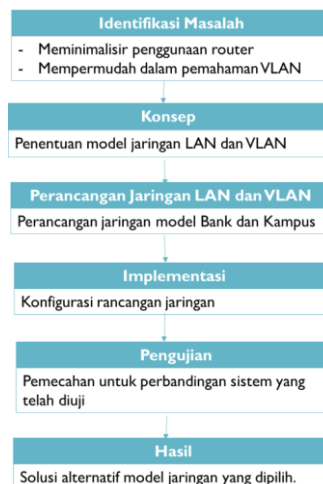 Identifikasi Masalah
- Meminimalisir penggunaan router
- Mempermudah dalam pemahaman VLAN
Konsep
Penentuan model jaringan LAN dan VLAN
Perancangan Jaringan LAN dan VLAN
Perancangan jaringan model Bank dan Kampus
Implementasi
Konfigurasi rancangan jaringan
Pengujian
Pemecahan untuk perbandingan sistem yang
telah diuji
Hasil
Solusi alternatif model jaringan yang dipilih.